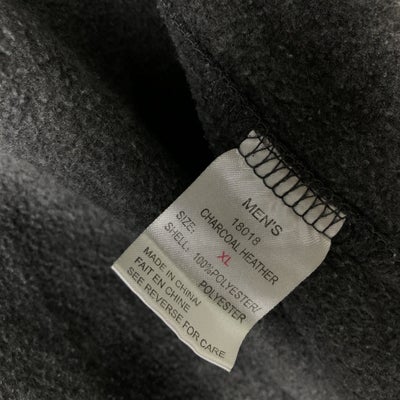 MEN'S
18018
CHARCOAL HEATHER
SIZE: XL
SHELL: 100%POLYESTER/
POLYESTER
MADE IN CHINA/
FAIT EN CHINE
SEE REVERSE FOR CARE